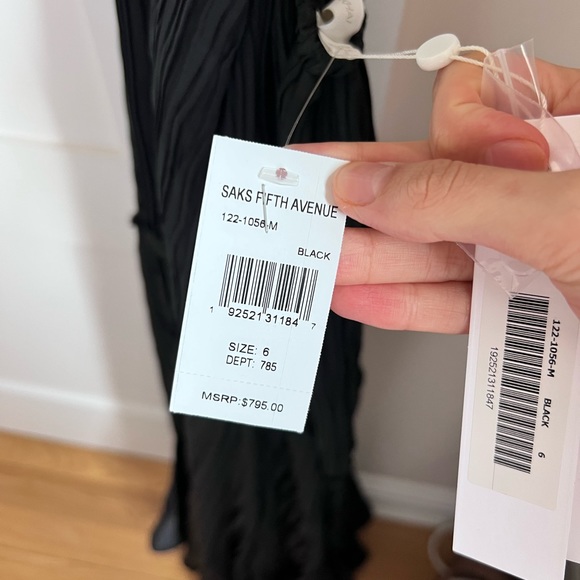 SAKS FIFTH AVENUE
122-1056-M
BLACK
1 92521 31184 7
SIZE: 6
DEPT: 785
MSRP:$795.00
122-1056-M BLACK 6
192521311847